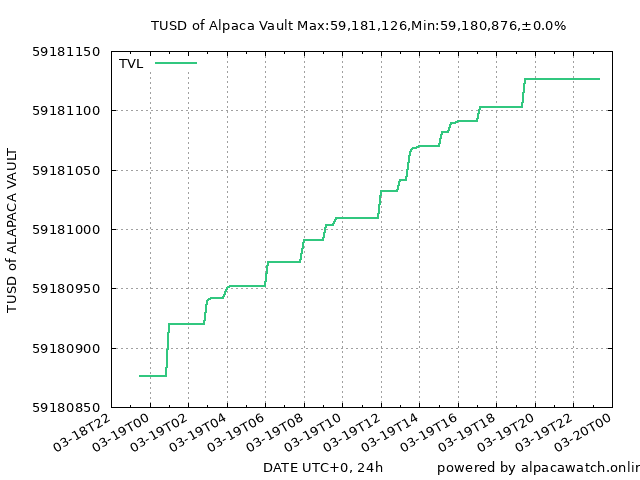 TUSD of Alpaca Vault Max:59,181,126,Min:59,180,876,±0.0%
TVL
59181150
59181100
59181050
59181000
59180950
59180900
59180850
TUSD of ALAPACA VAULT
03-18T22
03-19T00
03-19T02
03-19T04
03-19T06
03-19T08
03-19T10
03-19T12
03-19T14
03-19T16
03-19T18
03-19T20
03-19T22
03-20T00
DATE UTC+0, 24h
powered by alpacawatch.onlin